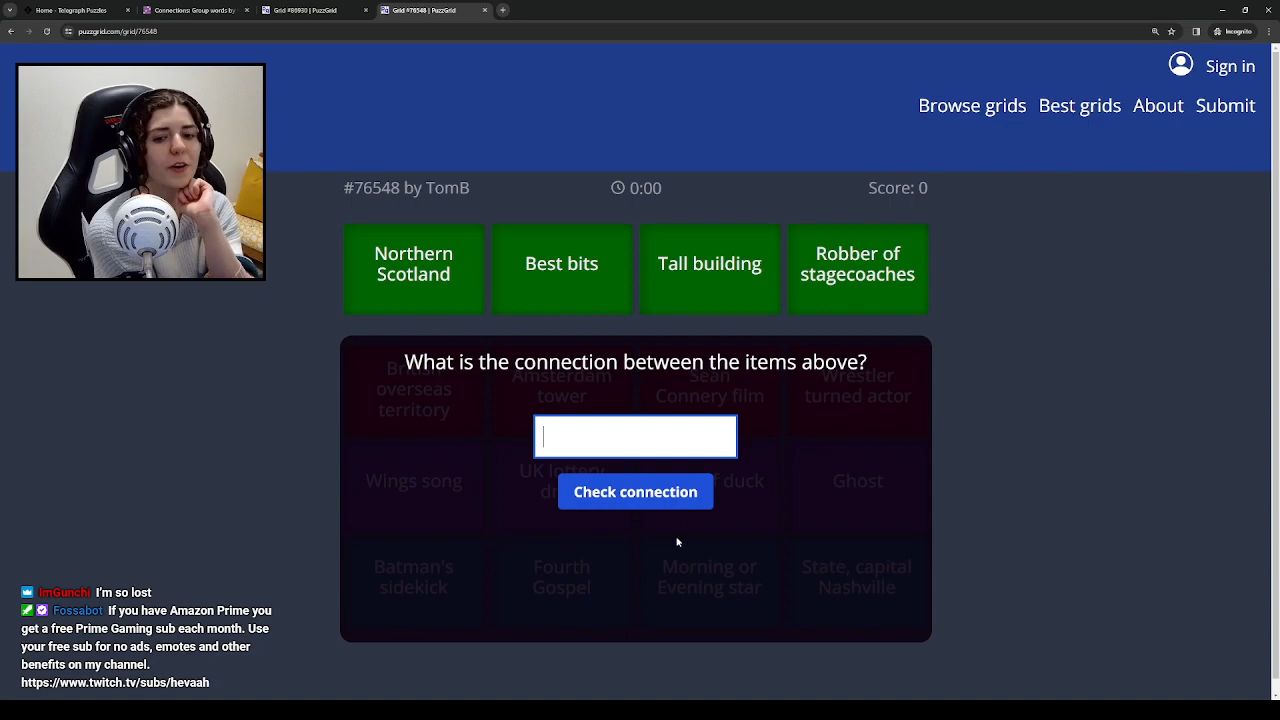 Home - Telegraph Puzzles
Connections: Group words by
Grid #80930 | PuzzGrid
Grid #76548 | PuzzGrid
puzzgrid.com/grid/76548
Incognito
Sign in
Browse grids
Best grids
About
Submit
#76548 by TomB
0:00
Score: 0
Northern
Scotland
Best bits
Tall building
Robber of
stagecoaches
What is the connection between the items above?
British
overseas
territory
Amsterdam
tower
Sean
Connery film
Wrestler
turned actor
Check connection
Wings song
UK lottery
duck
Ghost
Batman's
sidekick
Fourth
Gospel
Morning or
Evening star
State, capital
Nashville
ImGunchi I'm so lost
Fossabot If you have Amazon Prime you
get a free Prime Gaming sub each month. Use
your free sub for no ads, emotes and other
benefits on my channel.
https://www.twitch.tv/subs/hevaah